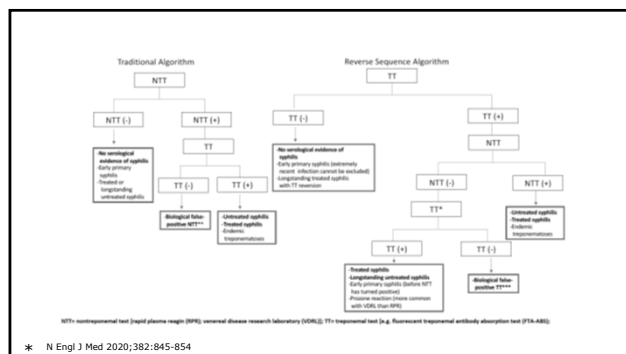 Traditional Algorithm
NTT
NTT (-)
NTT (+)
-No serological
evidence of syphilis
-Early primary
syphilis
-Treated or
longstanding
untreated syphilis
TT
TT (-)
TT (+)
-Biological false-
positive NTT**
-Untreated syphilis
-Treated syphilis
-Endemic
treponematoses
Reverse Sequence Algorithm
TT
TT (-)
TT (+)
-No serological evidence of
syphilis
-Early primary syphilis (extremely
recent infection cannot be excluded)
-Longstanding treated syphilis
with TT reversion
NTT
NTT (-)
NTT (+)
TT*
-Untreated syphilis
-Treated syphilis
-Endemic
treponematoses
TT (+)
TT (-)
-Treated syphilis
-Longstanding untreated syphilis
-Early primary syphilis (before NTT
has turned positive)
-Prozone reaction (more common
with VDRL than RPR)
-Biological false-
positive TT***
NTT= nontreponemal test [rapid plasma reagin (RPR); venereal disease research laboratory (VDRL)]; TT= treponemal test [e.g. fluorescent treponemal antibody absorption test (FTA-ABS);
* N Engl J Med 2020;382:845-854